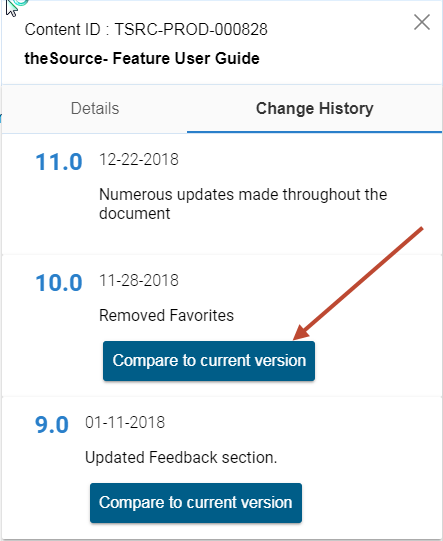 Content ID : TSRC-PROD-000828
theSource- Feature User Guide
Details
Change History
11.0
12-22-2018
Numerous updates made throughout the
document
10.0
11-28-2018
Removed Favorites
Compare to current version
9.0
01-11-2018
Updated Feedback section.
Compare to current version